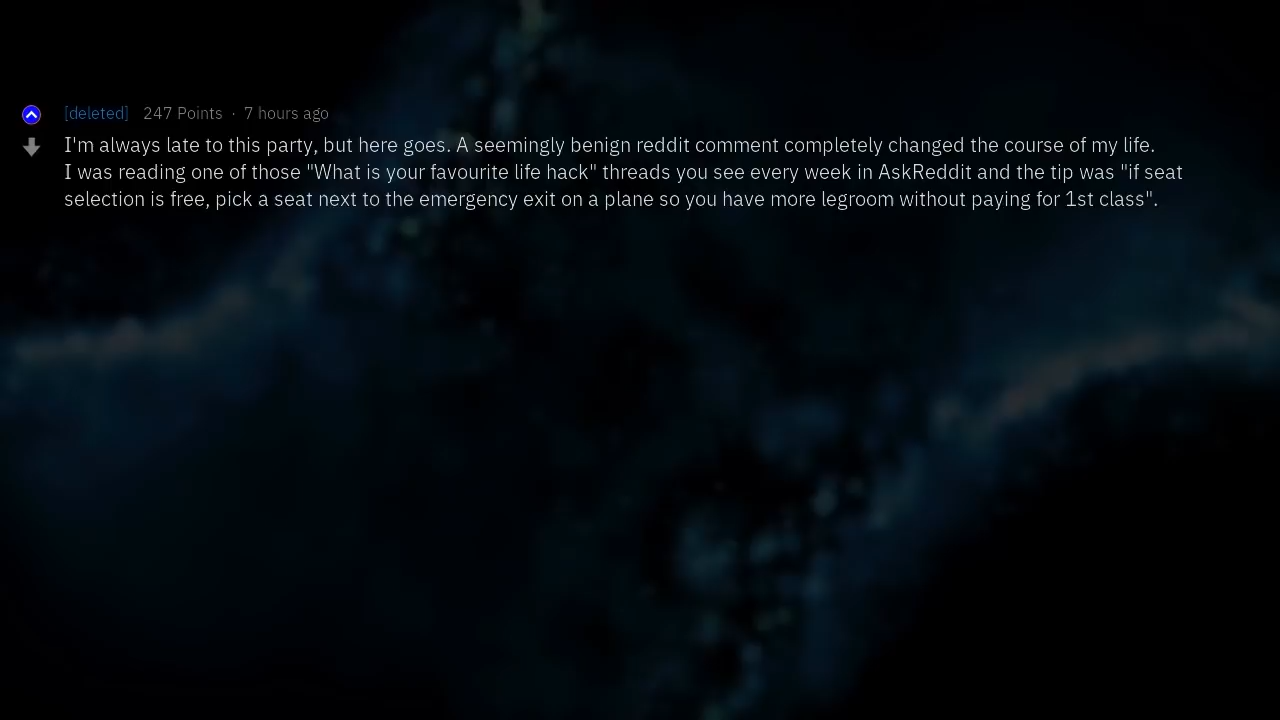 [deleted] 247 Points · 7 hours ago
I'm always late to this party, but here goes. A seemingly benign reddit comment completely changed the course of my life.
I was reading one of those "What is your favourite life hack" threads you see every week in AskReddit and the tip was "if seat
selection is free, pick a seat next to the emergency exit on a plane so you have more legroom without paying for 1st class".